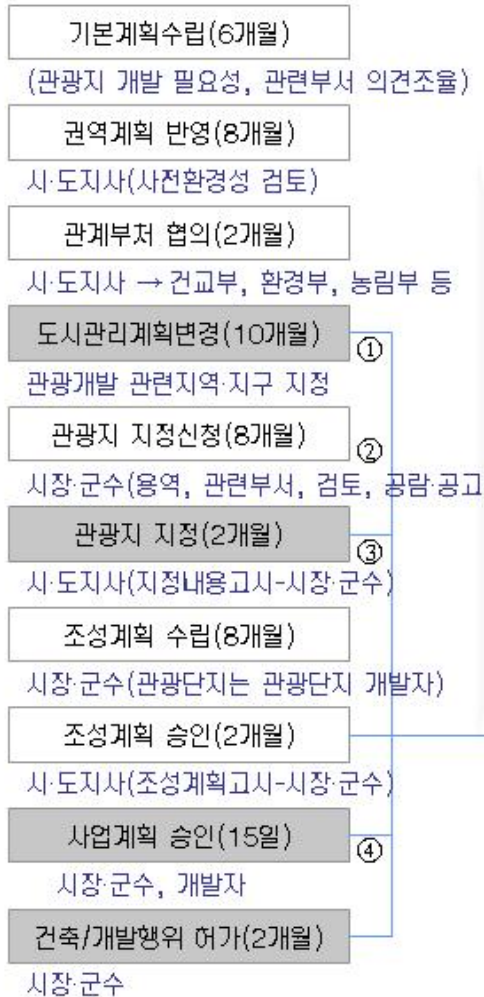 기본계획수립(6개월)
(관광지 개발 필요성, 관련부서 의견조율)
권역계획 반영(8개월)
시·도지사(사전환경성 검토)
관계부처 협의(2개월)
시·도지사 → 건교부, 환경부, 농림부 등
도시관리계획변경(10개월)
①
관광개발 관련지역·지구 지정
관광지 지정신청(8개월)
②
시장·군수(용역, 관련부서, 검토, 공람·공고
관광지 지정(2개월)
③
시·도지사(지정내용고시-시장·군수)
조성계획 수립(8개월)
시장·군수(관광단지는 관광단지 개발자)
조성계획 승인(2개월)
시·도지사(조성계획고시-시장·군수)
사업계획 승인(15일)
④
시장·군수, 개발자
건축/개발행위 허가(2개월)
시장·군수